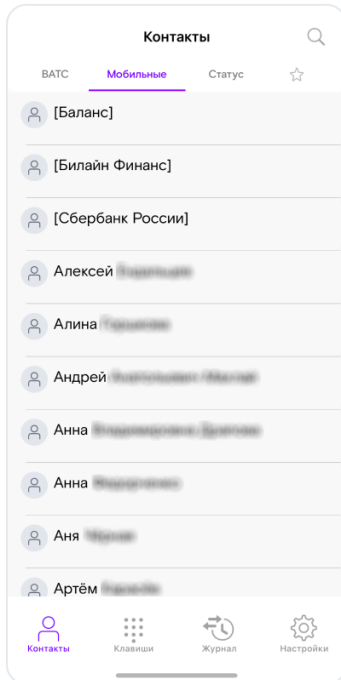 Контакты
ВАТС Мобильные Статус
[Баланс]
[Билайн Финанс]
[Сбербанк России]
Алексей
Алина
Андрей
Анна
Анна
Аня
Артём
Контакты Клавиши Журнал Настройки